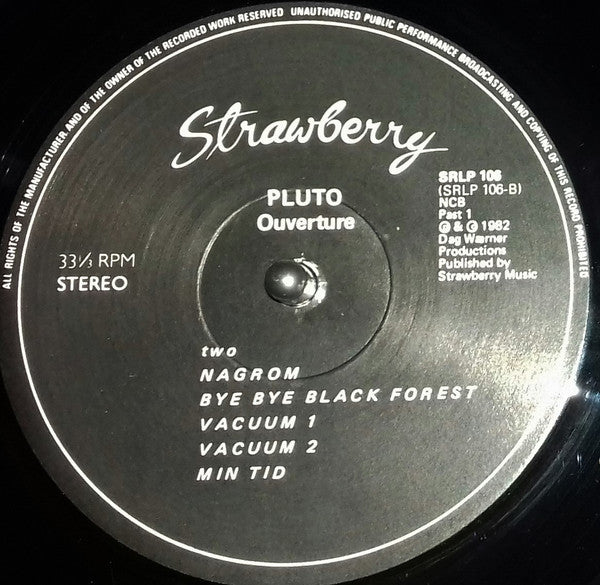 ALL RIGHTS OF THE MANUFACTURER AND OF THE OWNER OF THE RECORDED WORK RESERVED UNAUTHORISED PUBLIC PERFORMANCE BROADCASTING AND COPYING OF THIS RECORD PROHIBITED
Strawberry
PLUTO
Ouverture
SRLP 106
(SRLP 106-B)
NCB
Past 1
℗ & © 1982
Dag Wærner
Productions
Published by
Strawberry Music
33⅓ RPM
STEREO
two
NAGROM
BYE BYE BLACK FOREST
VACUUM 1
VACUUM 2
MIN TID